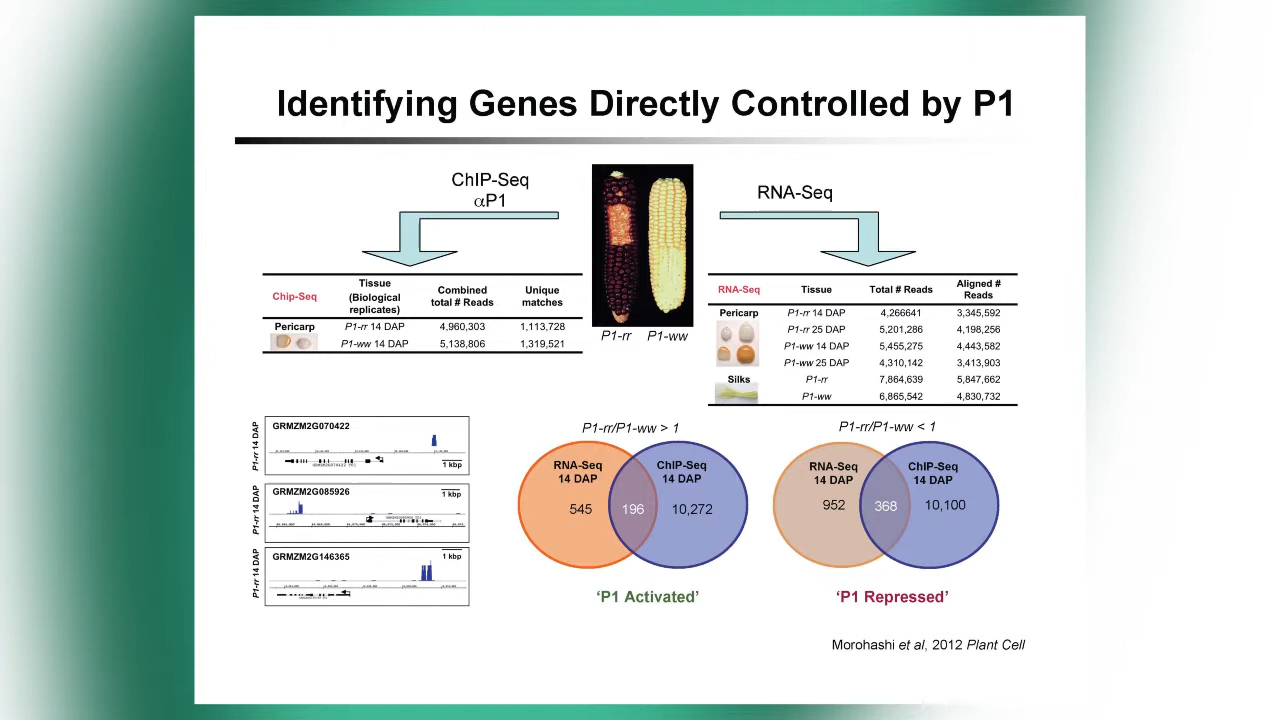 Identifying Genes Directly Controlled by P1
ChIP-Seq
αP1
RNA-Seq
P1-rr P1-ww
Chip-Seq Tissue (Biological replicates) Combined total # Reads Unique matches
Pericarp P1-rr 14 DAP 4,960,303 1,113,728
P1-ww 14 DAP 5,138,806 1,319,521
RNA-Seq Tissue Total # Reads Aligned # Reads
Pericarp P1-rr 14 DAP 4,266641 3,345,592
P1-rr 25 DAP 5,201,286 4,198,256
P1-ww 14 DAP 5,455,275 4,443,582
P1-ww 25 DAP 4,310,142 3,413,903
Silks P1-rr 7,864,639 5,847,662
P1-ww 6,865,542 4,830,732
P1-rr 14 DAP
GRMZM2G070422
1 kbp
P1-rr 14 DAP
GRMZM2G085926
1 kbp
P1-rr 14 DAP
GRMZM2G146365
1 kbp
P1-rr/P1-ww > 1
RNA-Seq
14 DAP
ChIP-Seq
14 DAP
545 196 10,272
‘P1 Activated’
P1-rr/P1-ww < 1
RNA-Seq
14 DAP
ChIP-Seq
14 DAP
952 368 10,100
‘P1 Repressed’
Morohashi et al, 2012 Plant Cell